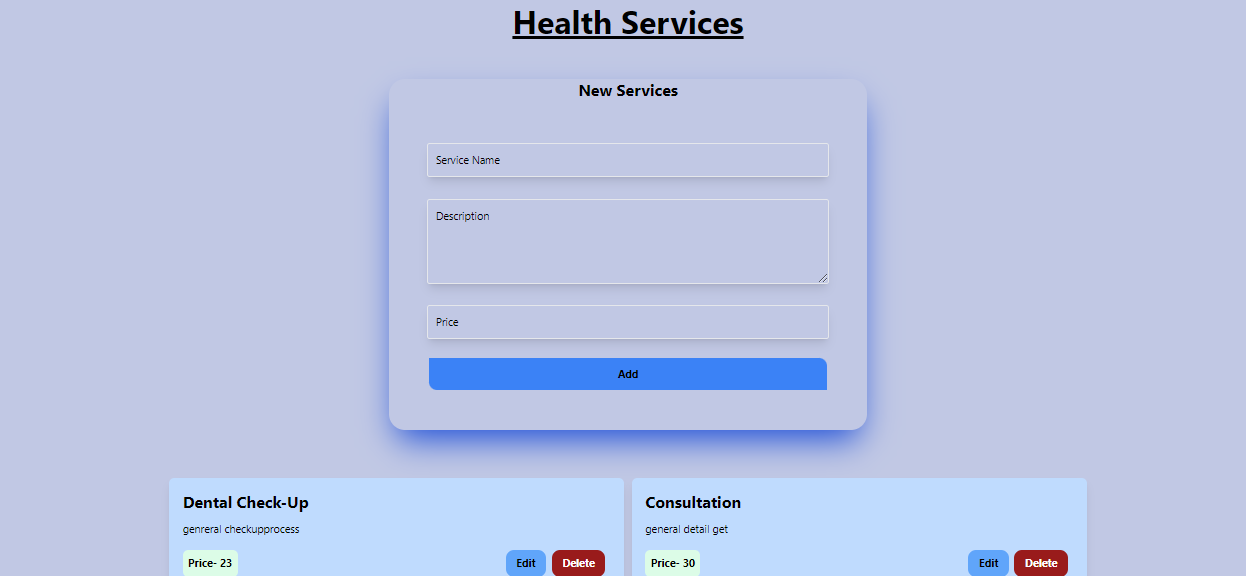 Health Services
New Services
Service Name
Description
Price
Add
Dental Check-Up
genreral checkupprocess
Price- 23
Edit
Delete
Consultation
general detail get
Price- 30
Edit
Delete